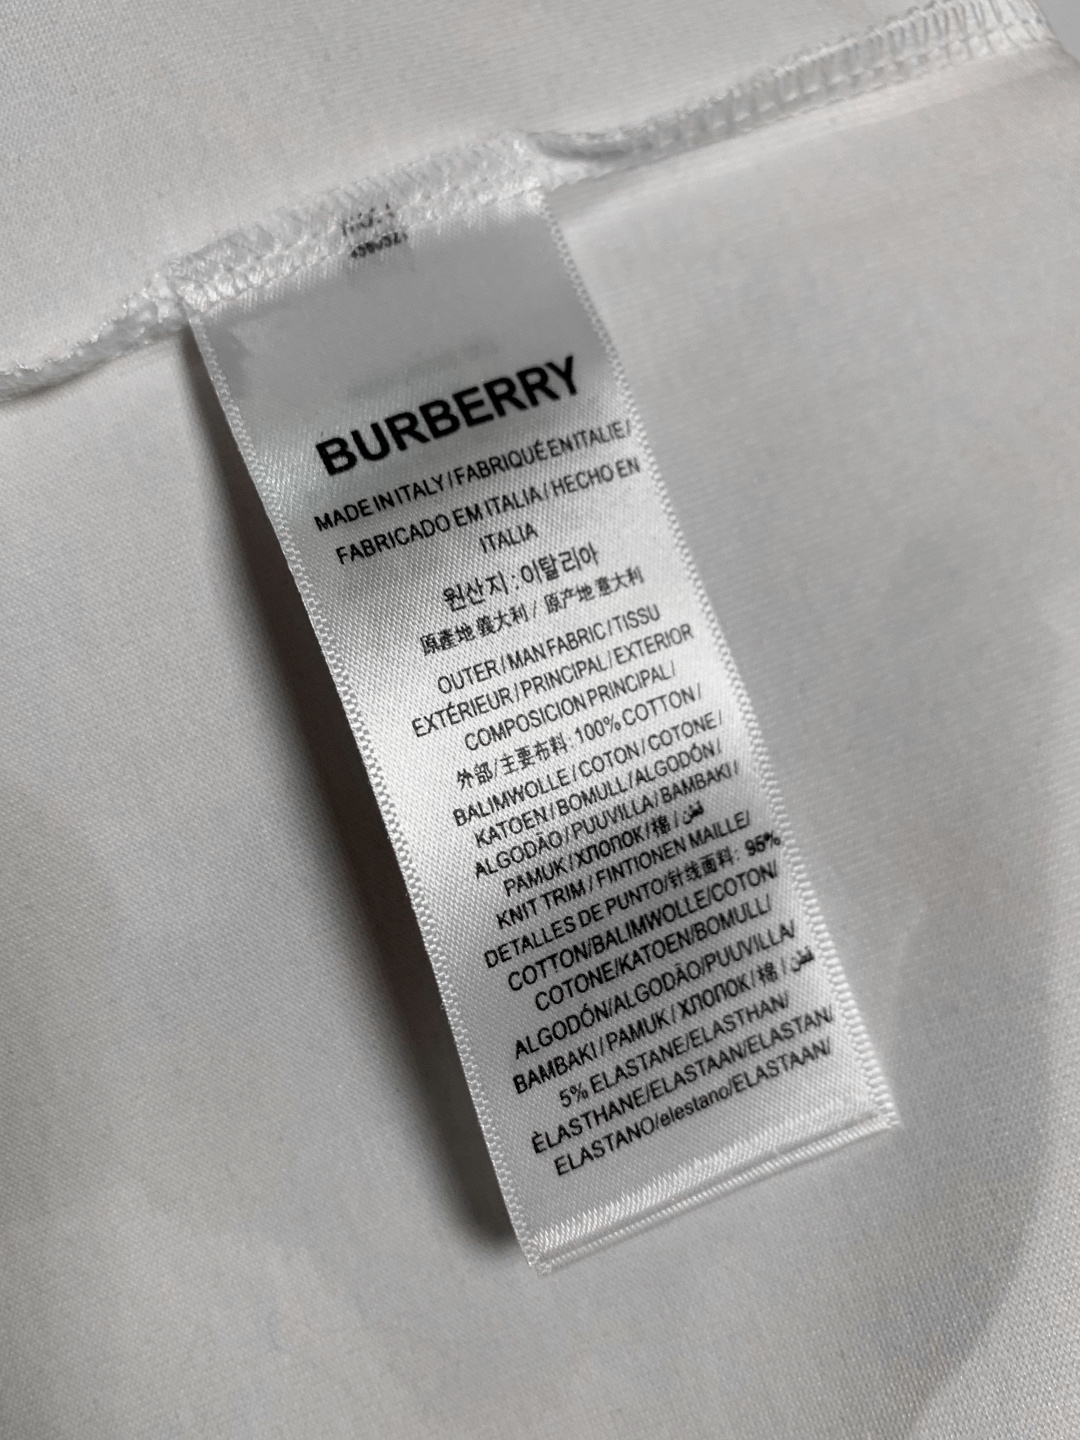 BURBERRY
MADE IN ITALY / FABRIQUÉ EN ITALIE /
FABRICADO EM ITALIA / HECHO EN
ITALIA
원산지 : 이탈리아
原產地 義大利 / 原产地 意大利
OUTER / MAN FABRIC / TISSU
EXTÉRIEUR / PRINCIPAL / EXTERIOR
COMPOSICION PRINCIPAL /
外部 / 主要布料: 100% COTTON /
BALIMWOLLE / COTON / COTONE /
KATOEN / BOMULL / ALGODÓN /
ALGODÃO / PUUVILLA / BAMBAKI /
PAMUK / ХЛОПОК / 棉 / قطن
KNIT TRIM / FINTIONEN MAILLE/
DETALLES DE PUNTO/针线面料: 95%
COTTON/BALIMWOLLE/COTON/
COTONE/KATOEN/BOMULL/
ALGODÓN/ALGODÃO/PUUVILLA/
BAMBAKI / PAMUK / ХЛОПОК / 棉 / قطن
5% ELASTANE/ELASTHAN/
ÈLASTHANE/ELASTAAN/ELASTAN/
ELASTANO/elestano/ELASTAAN/